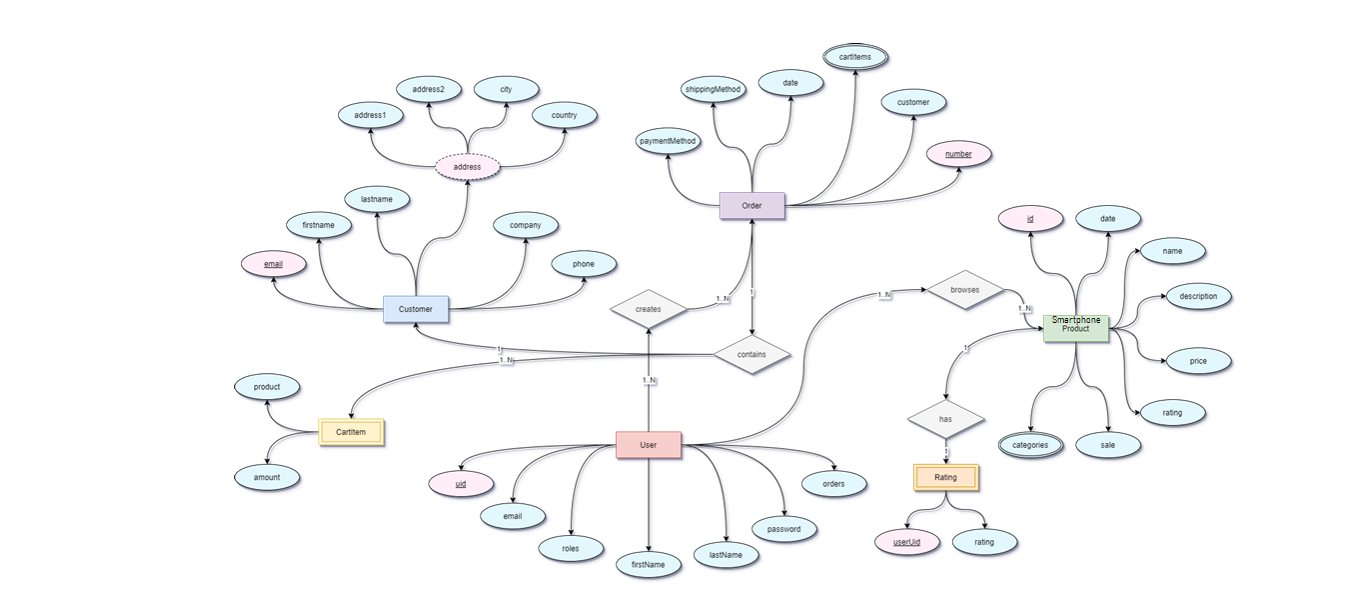 cartItems
address2
city
shippingMethod
date
address1
country
customer
paymentMethod
number
address
lastname
Order
firstname
company
id
date
email
phone
name
browses
1..N
description
1
1..N
Customer
creates
1..N
Smartphone
Product
1
contains
1
1..N
price
1..N
product
rating
has
CartItem
User
categories
sale
1
amount
uid
orders
Rating
email
password
roles
firstName
lastName
userUid
rating